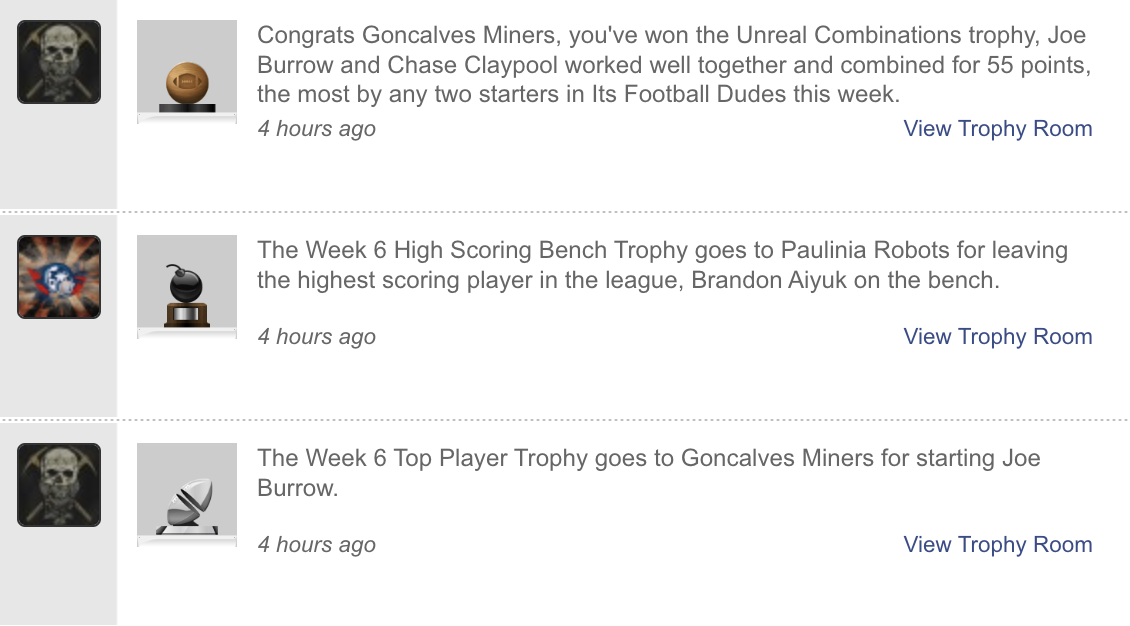 Congrats Goncalves Miners, you've won the Unreal Combinations trophy, Joe
Burrow and Chase Claypool worked well together and combined for 55 points,
the most by any two starters in Its Football Dudes this week.
4 hours ago
View Trophy Room
The Week 6 High Scoring Bench Trophy goes to Paulinia Robots for leaving
the highest scoring player in the league, Brandon Aiyuk on the bench.
4 hours ago
View Trophy Room
The Week 6 Top Player Trophy goes to Goncalves Miners for starting Joe
Burrow.
4 hours ago
View Trophy Room